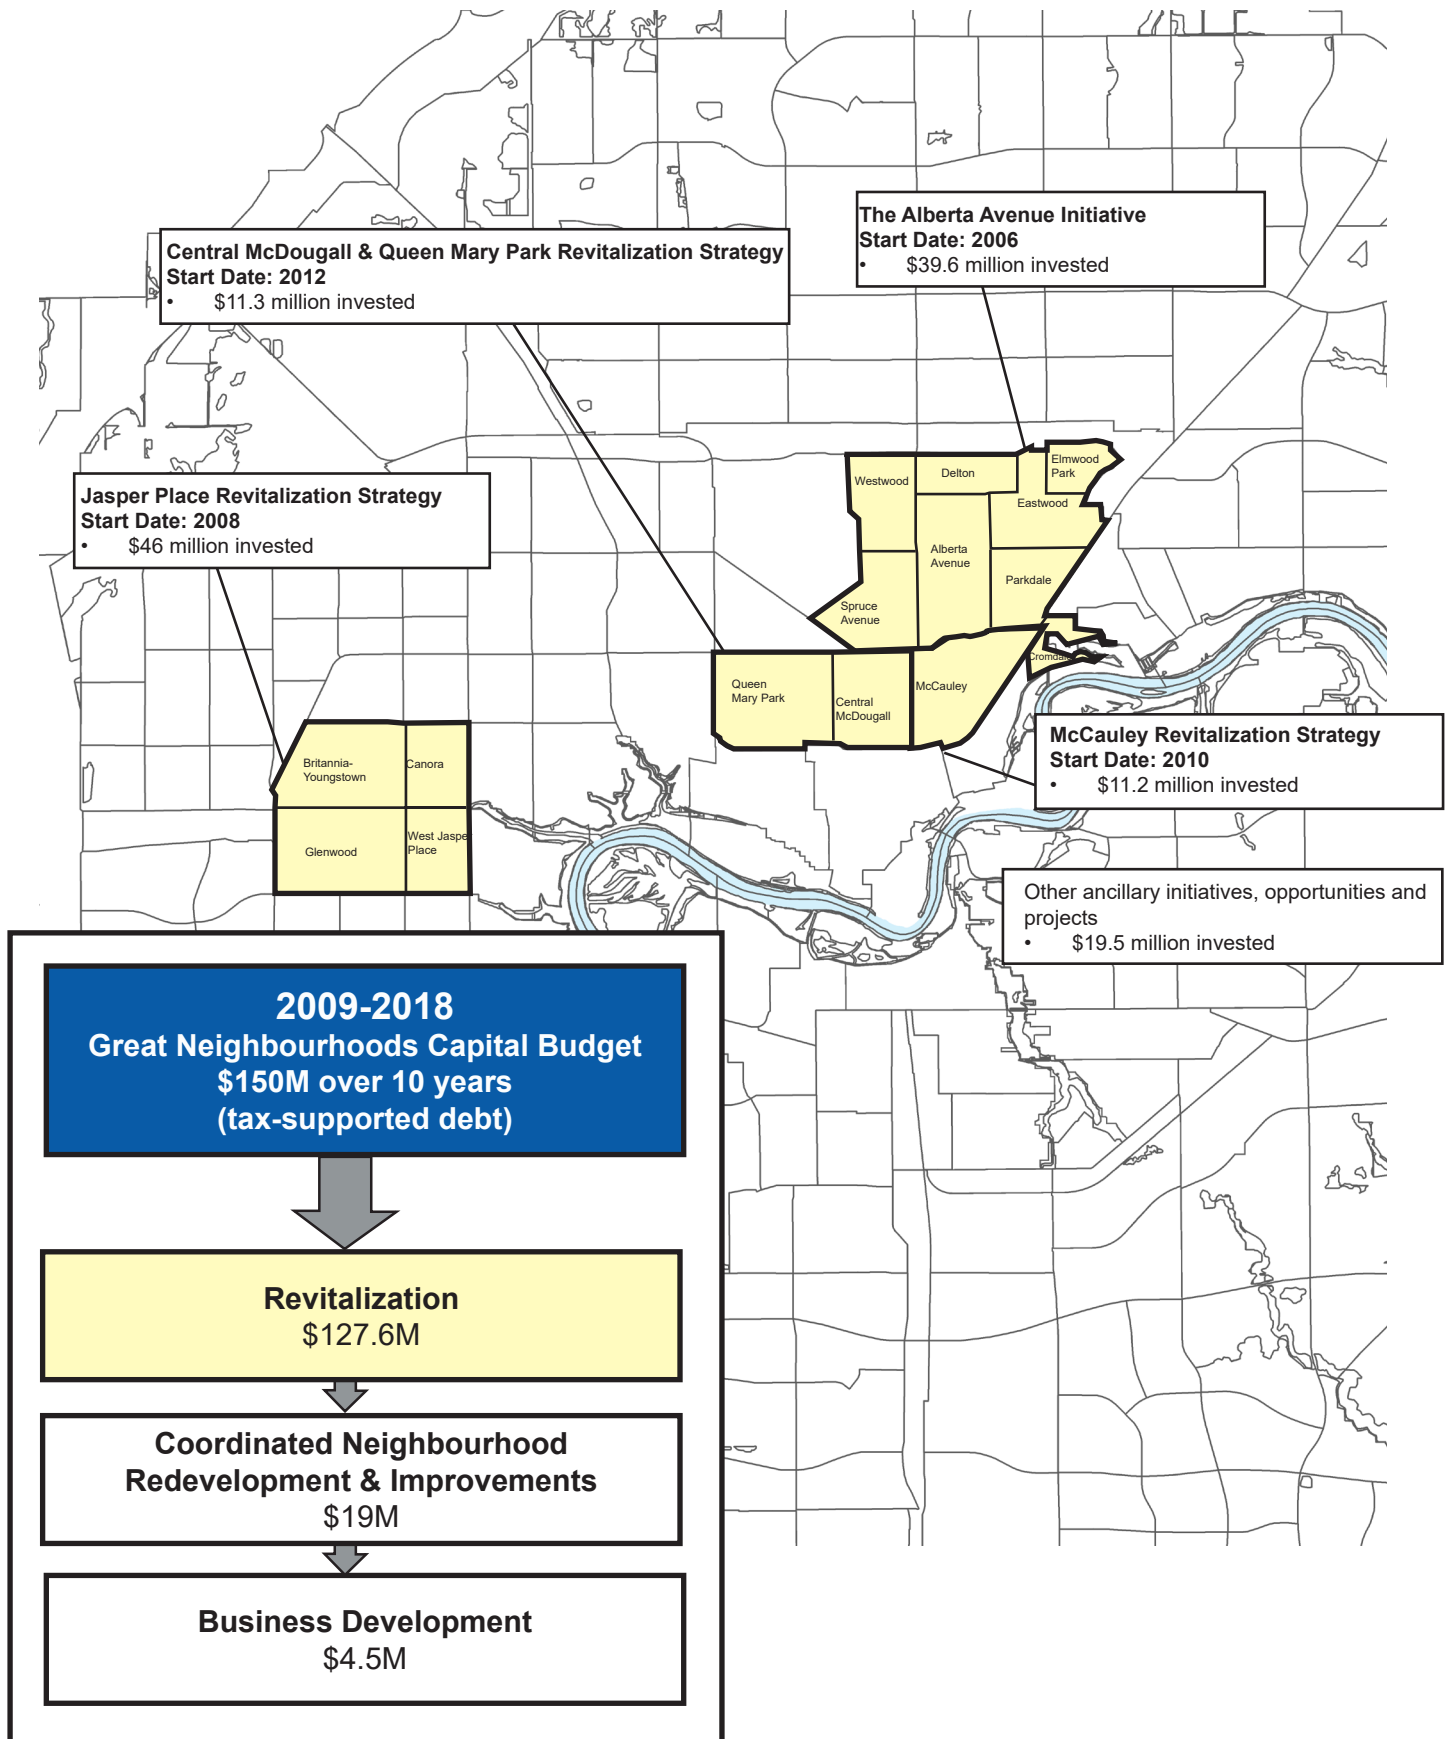 The Alberta Avenue Initiative
Start Date: 2006
• $39.6 million invested
Central McDougall & Queen Mary Park Revitalization Strategy
Start Date: 2012
• $11.3 million invested
Jasper Place Revitalization Strategy
Start Date: 2008
• $46 million invested
Westwood
Delton
Elmwood
Park
Eastwood
Alberta
Avenue
Parkdale
Spruce
Avenue
Cromdale
Queen
Mary Park
Central
McDougall
McCauley
McCauley Revitalization Strategy
Start Date: 2010
• $11.2 million invested
Britannia-
Youngstown
Canora
Glenwood
West Jasper
Place
Other ancillary initiatives, opportunities and
projects
• $19.5 million invested
2009-2018
Great Neighbourhoods Capital Budget
$150M over 10 years
(tax-supported debt)
Revitalization
$127.6M
Coordinated Neighbourhood
Redevelopment & Improvements
$19M
Business Development
$4.5M